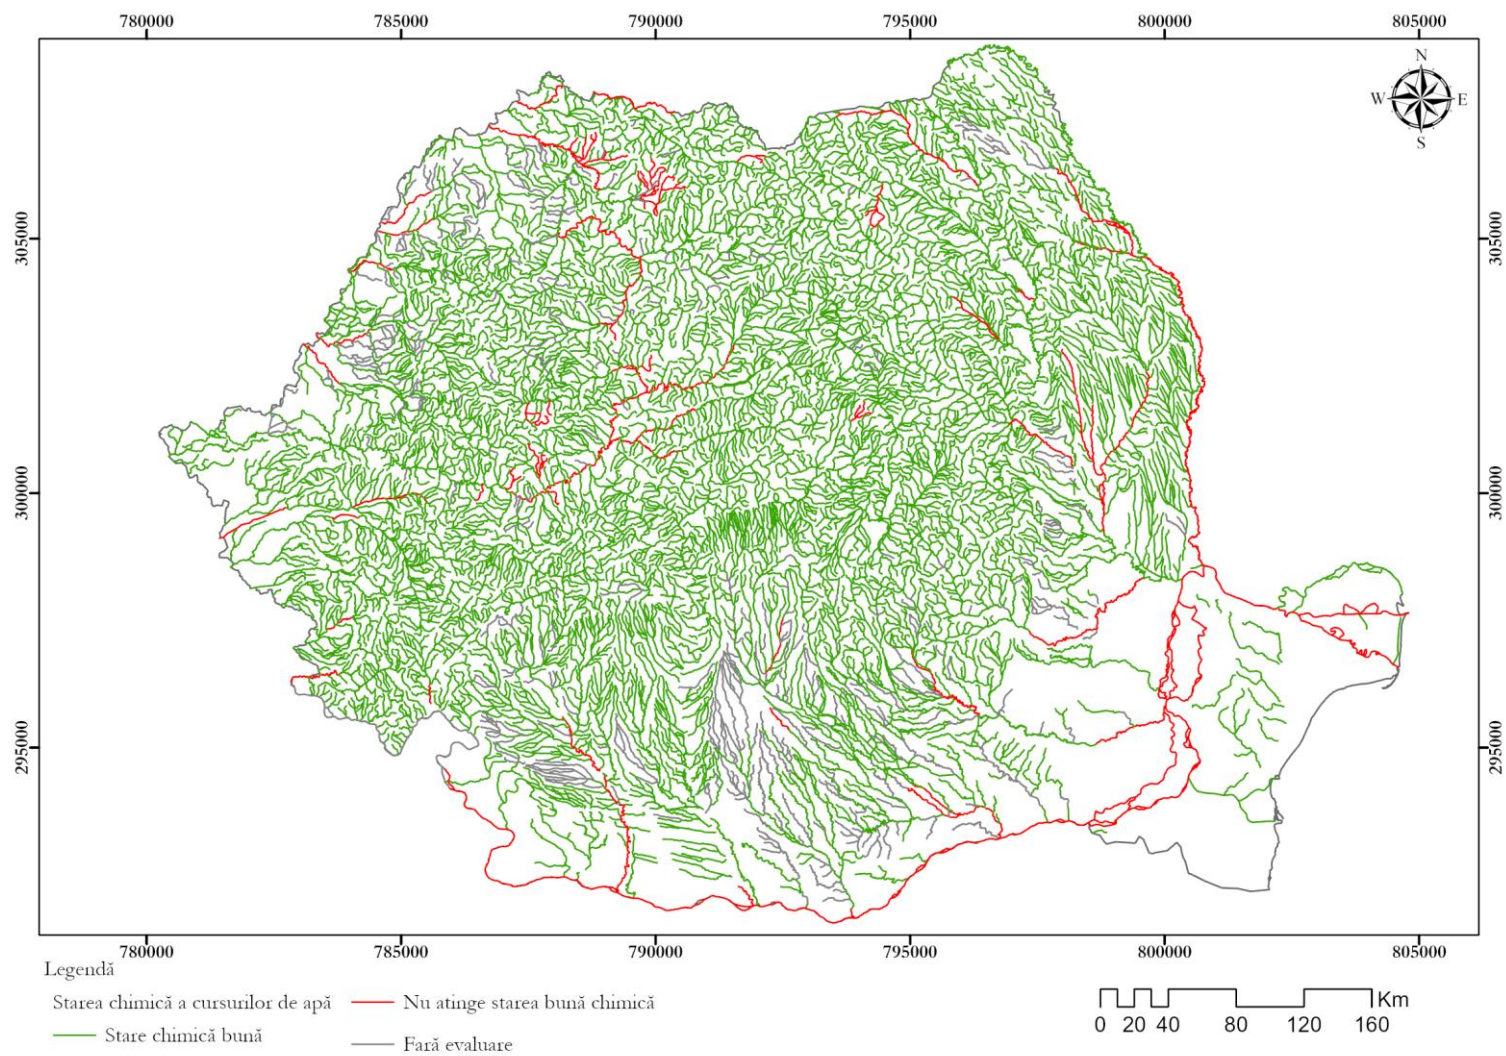 780000 785000 790000 795000 800000 805000
N
W E
S
305000 305000
300000 300000
295000 295000
780000 785000 790000 795000 800000 805000
Legendă
Starea chimică a cursurilor de apă Nu atinge starea bună chimică
Stare chimică bună Fară evaluare
Km
0 20 40 80 120 160